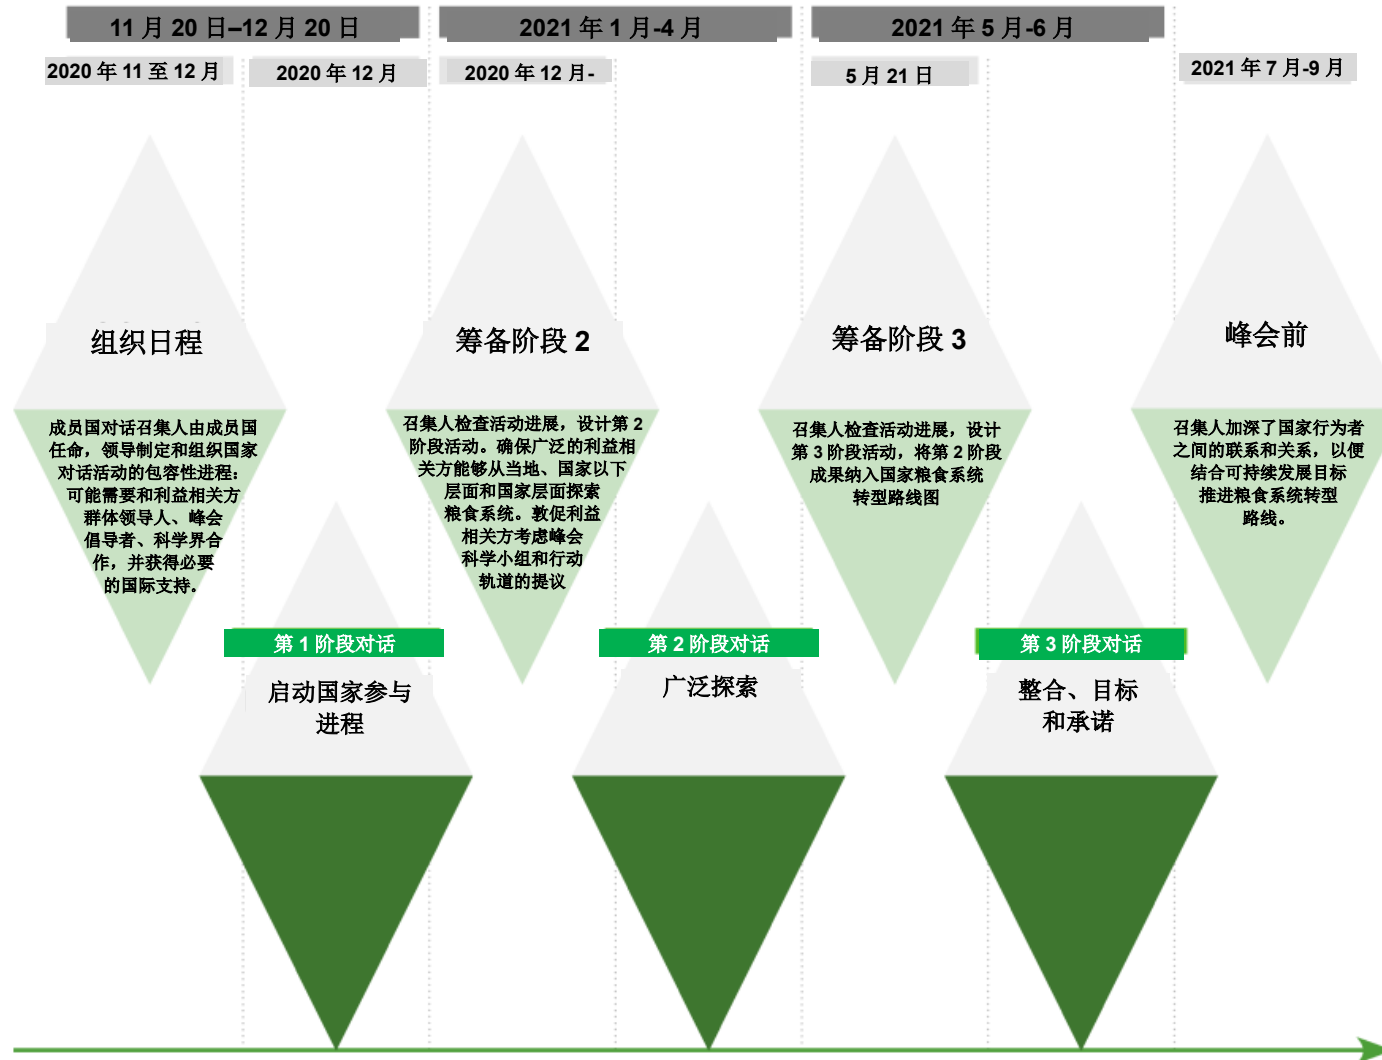 11 月 20 日–12 月 20 日
2021 年 1 月-4 月
2021 年 5 月-6 月
2020 年 11 至 12 月
2020 年 12 月
2020 年 12 月-
5 月 21 日
2021 年 7 月-9 月
组织日程
成员国对话召集人由成员国
任命，领导制定和组织国家
对话活动的包容性进程：
可能需要和利益相关方
群体领导人、峰会
倡导者、科学界合
作，并获得必要
的国际支持。
筹备阶段 2
召集人检查活动进展，设计第 2
阶段活动。确保广泛的利益相
关方能够从当地、国家以下
层面和国家层面探索
粮食系统。敦促利益
相关方考虑峰会
科学小组和行动
轨道的提议
筹备阶段 3
召集人检查活动进展，设计
第 3 阶段活动，将第 2 阶段
成果纳入国家粮食系统
转型路线图
峰会前
召集人加深了国家行为者
之间的联系和关系，以便
结合可持续发展目标
推进粮食系统转型
路线。
第 1 阶段对话
启动国家参与
进程
第 2 阶段对话
广泛探索
第 3 阶段对话
整合、目标
和承诺